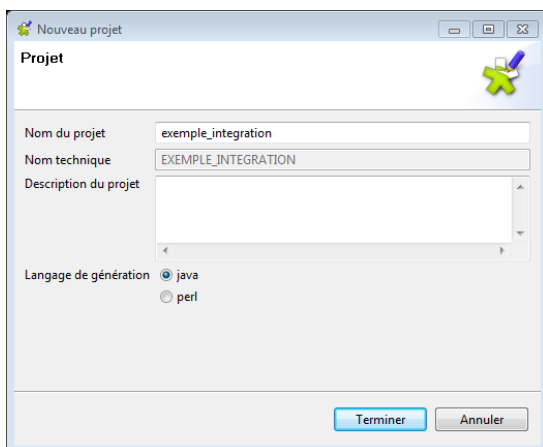 Nouveau projet
Projet
Nom du projet exemple_integration
Nom technique EXEMPLE_INTEGRATION
Description du projet
Langage de génération java
perl
Terminer Annuler